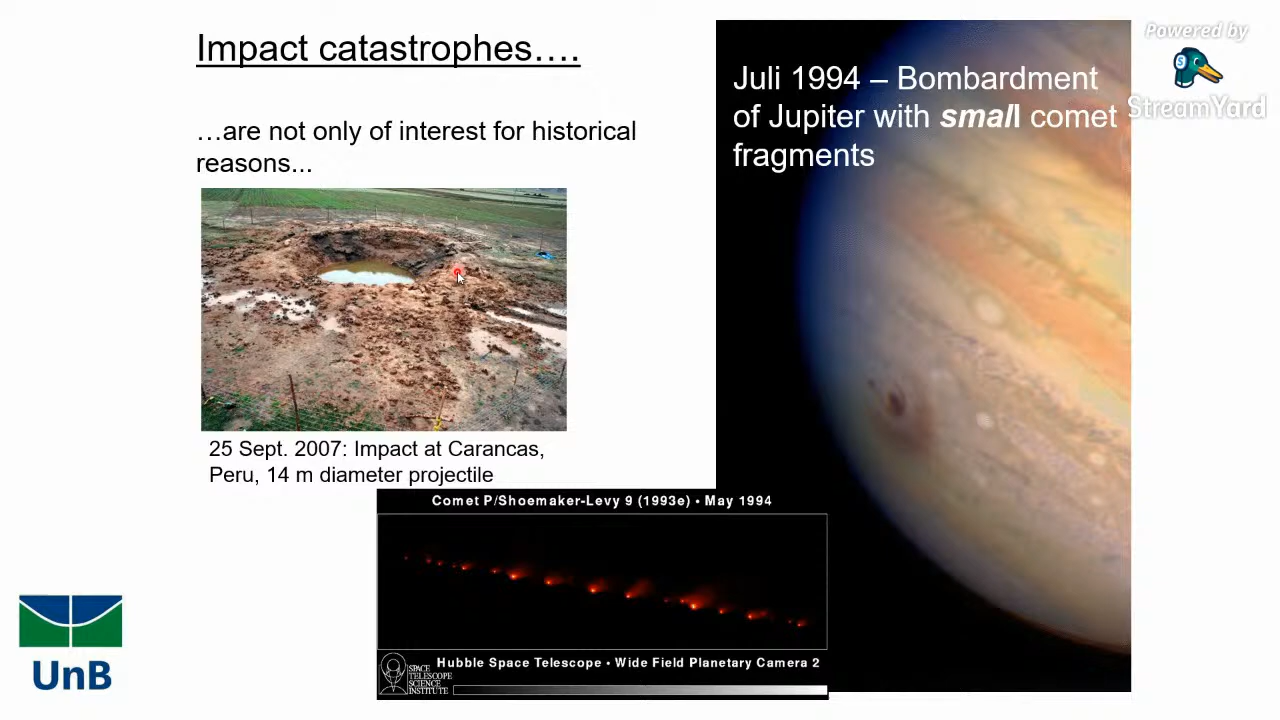 Impact catastrophes….
…are not only of interest for historical
reasons...
25 Sept. 2007: Impact at Carancas,
Peru, 14 m diameter projectile
Juli 1994 – Bombardment
of Jupiter with small comet
fragments
Powered by
S
StreamYard
Comet P/Shoemaker-Levy 9 (1993e) • May 1994
Hubble Space Telescope • Wide Field Planetary Camera 2
SPACE
TELESCOPE
SCIENCE
INSTITUTE
UnB